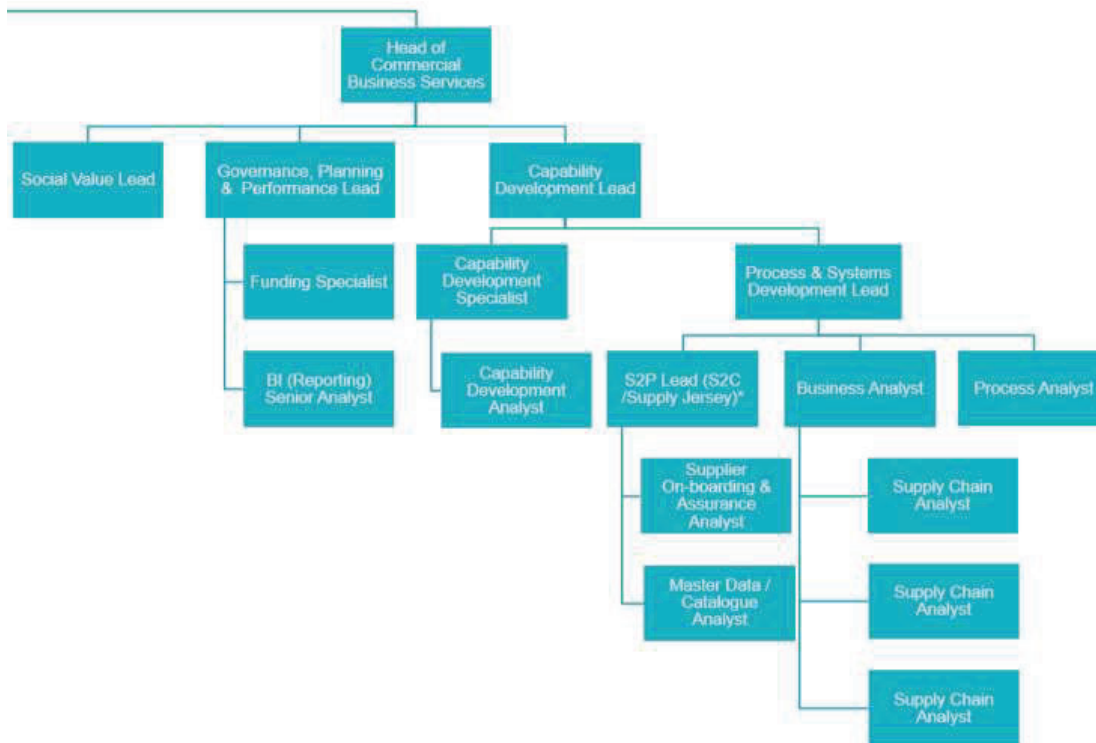 Head of
Commercial
Business Services
Social Value Lead
Governance, Planning
& Performance Lead
Capability
Development Lead
Funding Specialist
Capability
Development
Specialist
Process & Systems
Development Lead
BI (Reporting)
Senior Analyst
Capability
Development
Analyst
S2P Lead (S2C
/Supply Jersey)*
Business Analyst
Process Analyst
Supplier
On-boarding &
Assurance
Analyst
Supply Chain
Analyst
Master Data /
Catalogue
Analyst
Supply Chain
Analyst
Supply Chain
Analyst